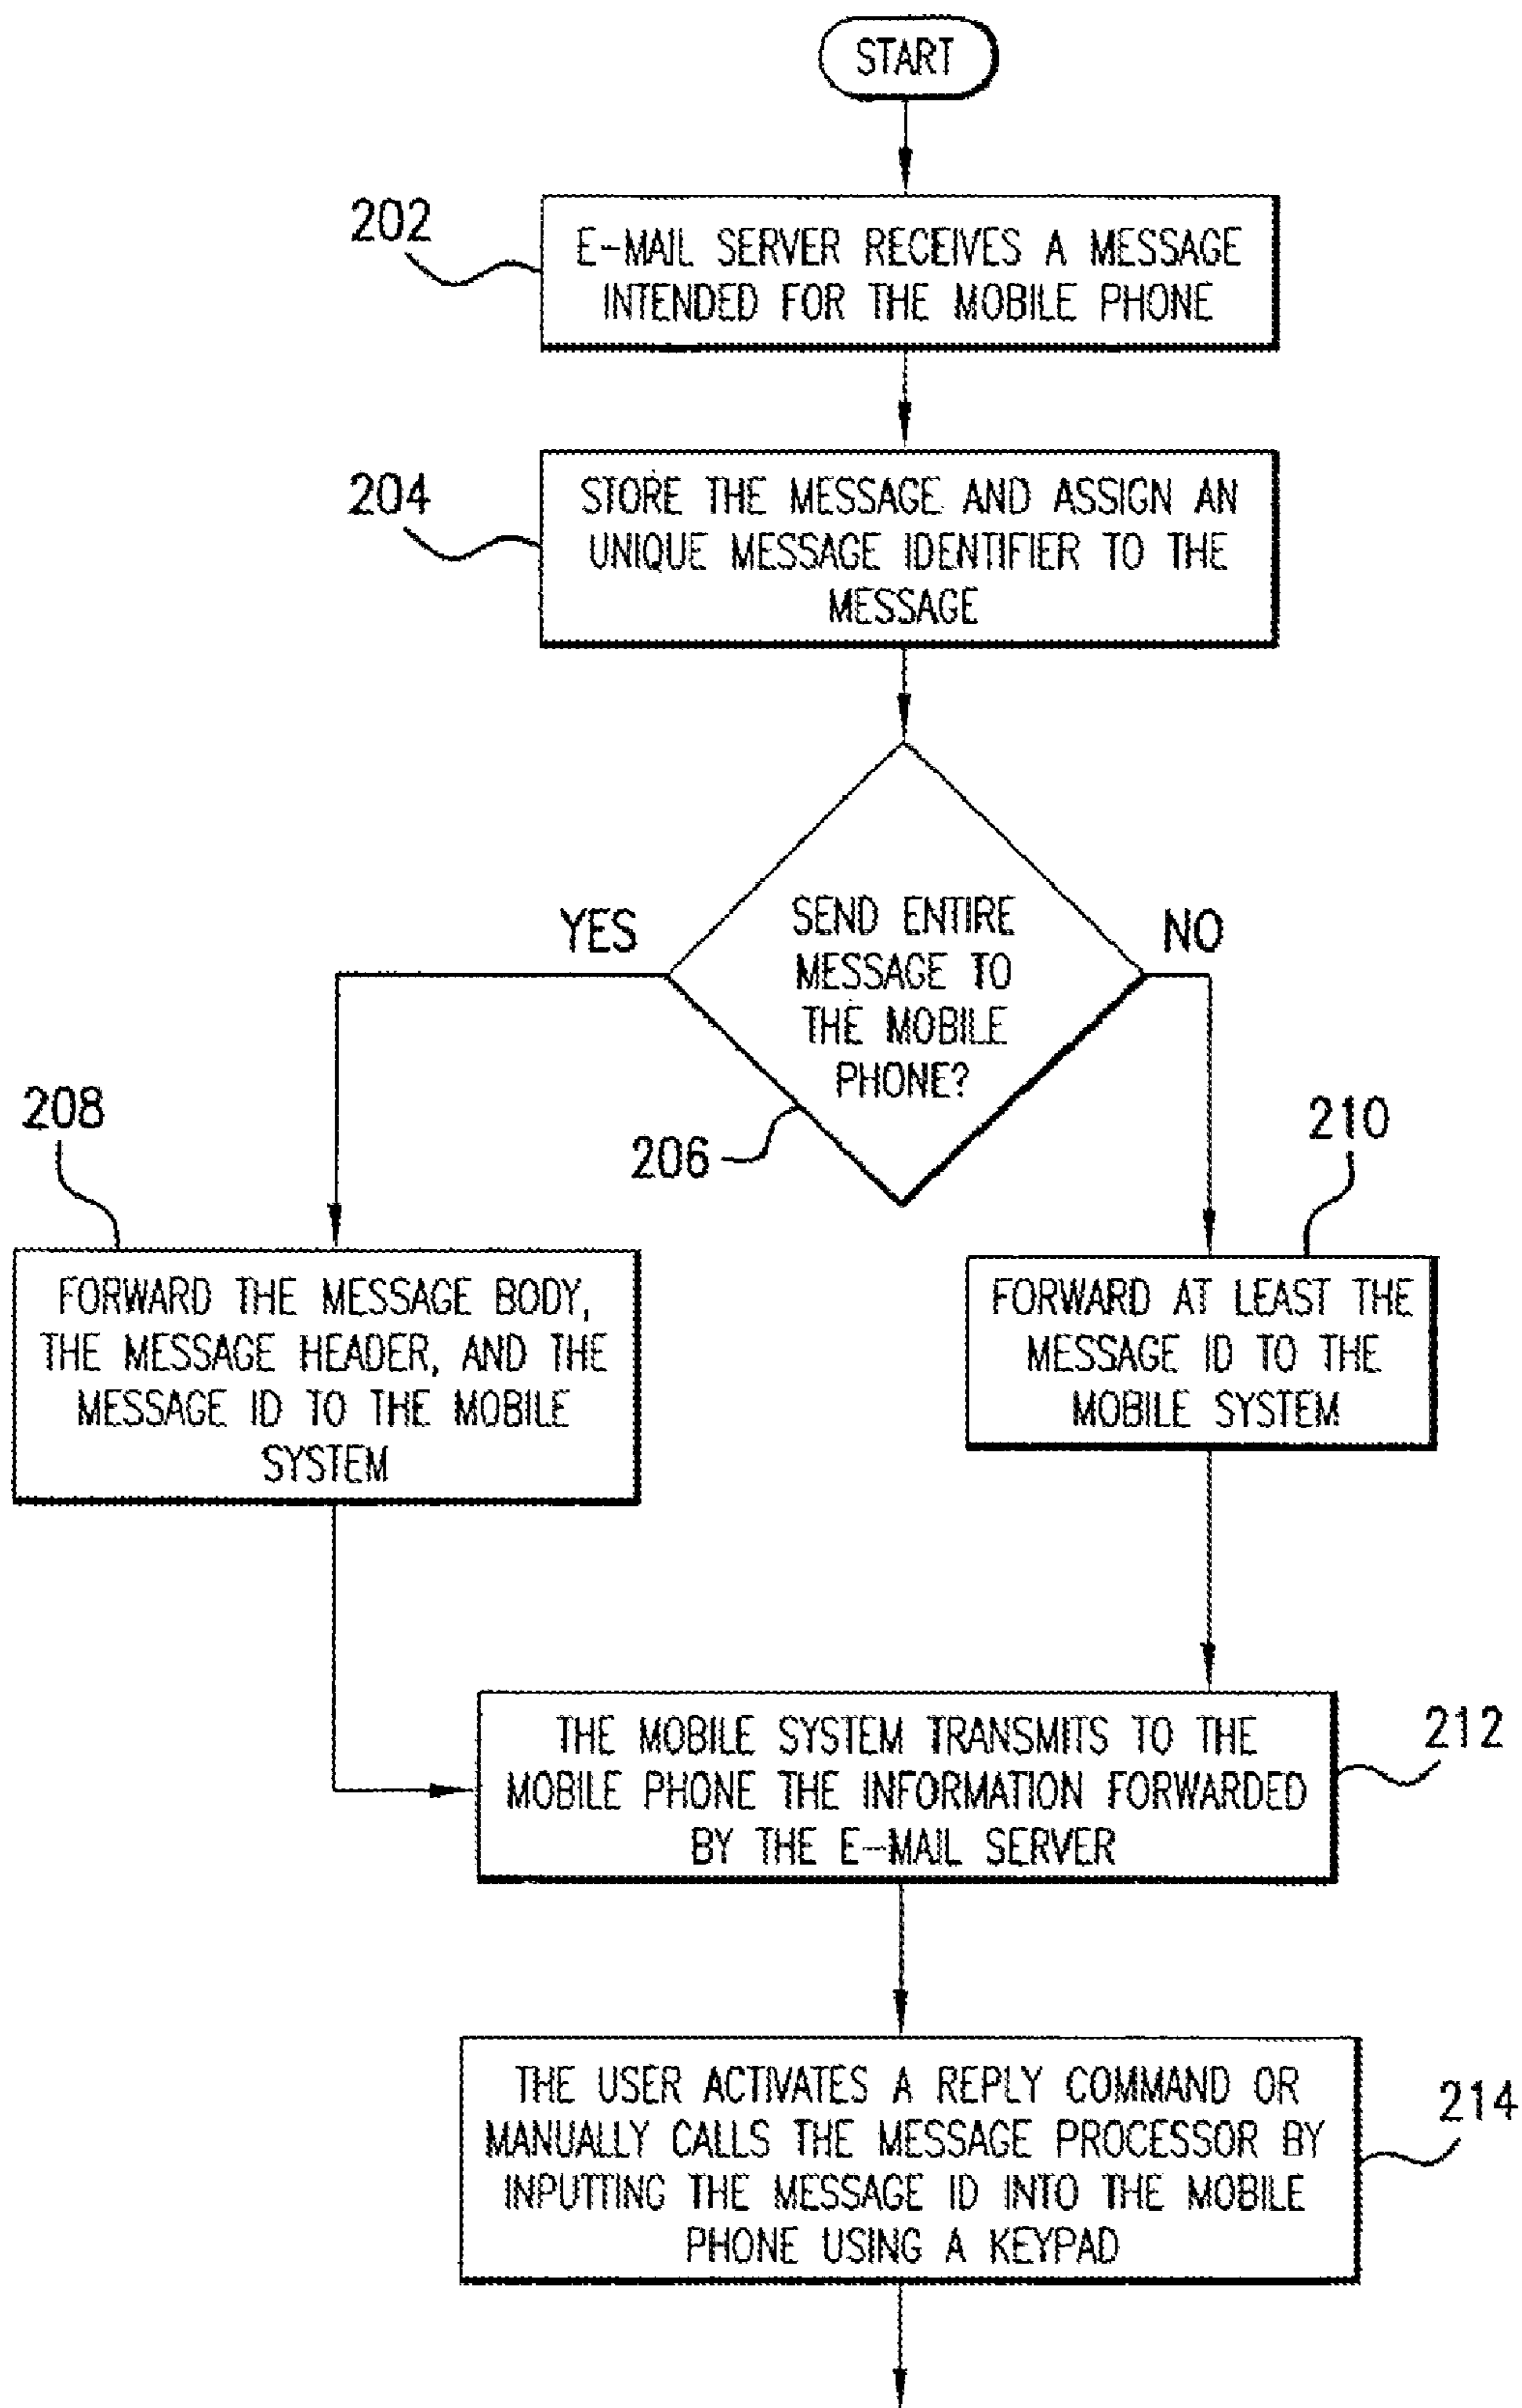 START
202
E-MAIL SERVER RECEIVES A MESSAGE
INTENDED FOR THE MOBILE PHONE
204
STORE THE MESSAGE AND ASSIGN AN
UNIQUE MESSAGE IDENTIFIER TO THE
MESSAGE
YES
SEND ENTIRE
MESSAGE TO
THE MOBILE
PHONE?
NO
206
208
FORWARD THE MESSAGE BODY,
THE MESSAGE HEADER, AND THE
MESSAGE ID TO THE MOBILE
SYSTEM
210
FORWARD AT LEAST THE
MESSAGE ID TO THE
MOBILE SYSTEM
THE MOBILE SYSTEM TRANSMITS TO THE
MOBILE PHONE THE INFORMATION FORWARDED
BY THE E-MAIL SERVER
212
THE USER ACTIVATES A REPLY COMMAND OR
MANUALLY CALLS THE MESSAGE PROCESSOR BY
INPUTTING THE MESSAGE ID INTO THE MOBILE
PHONE USING A KEYPAD
214